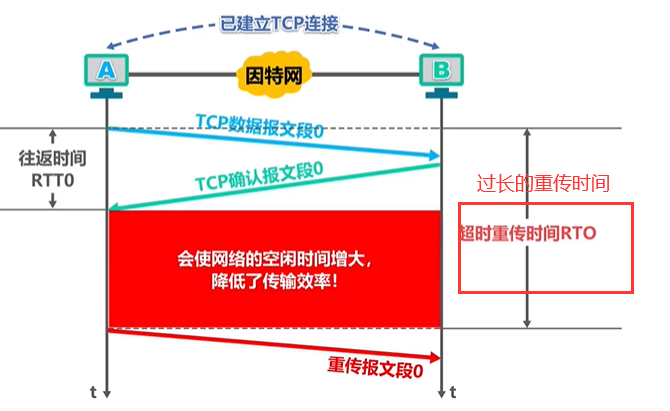 已建立TCP连接
A
因特网
B
TCP数据报文段0
往返时间
RTT0
TCP确认报文段0
过长的重传时间
超时重传时间RTO
会使网络的空闲时间增大，
降低了传输效率！
重传报文段0
t
t